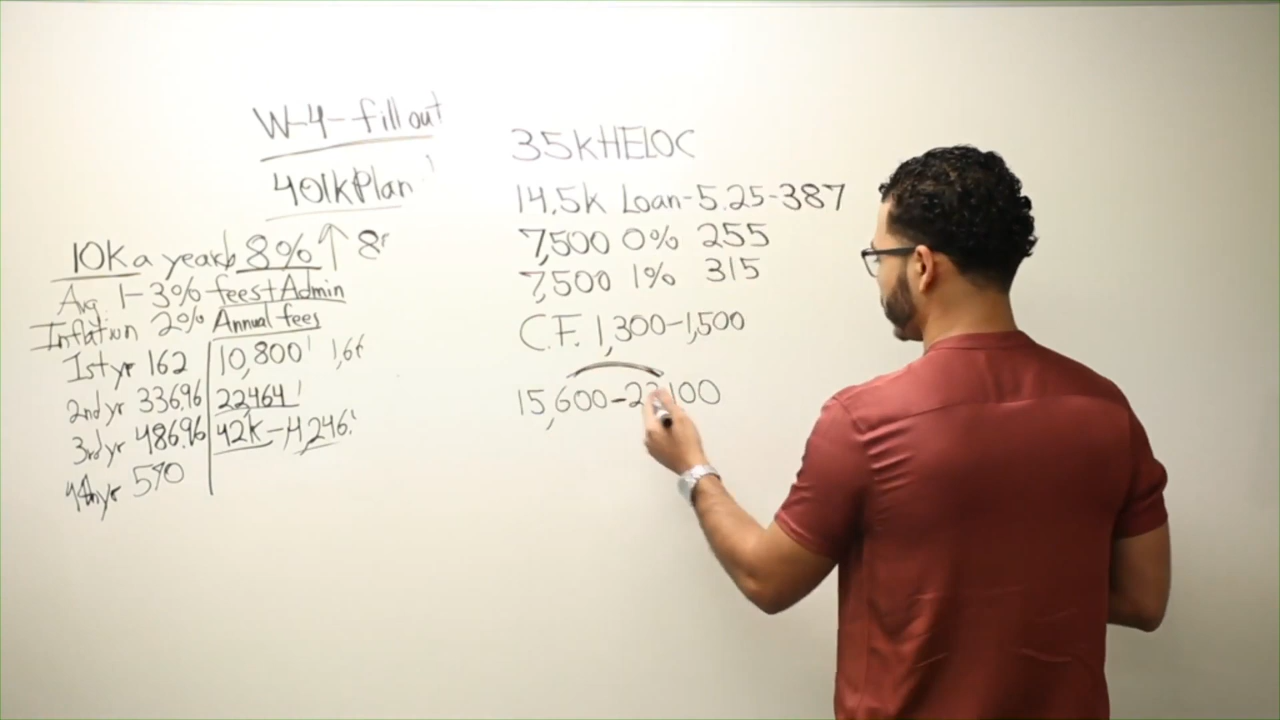 W-4-fill out
401k Plan
10K a year 8% ↑ 8
Avg. 1-3% fees + Admin
Inflation 2% Annual fees
1st yr 162 10,800
2nd yr 336.96 22464
3rd yr 486.96 42K-4,246
4th yr 590
35k HELOC
14.5k Loan-5.25-387
7,500 0% 255
7,500 1% 315
C.F. 1,300-1,500
15,600-